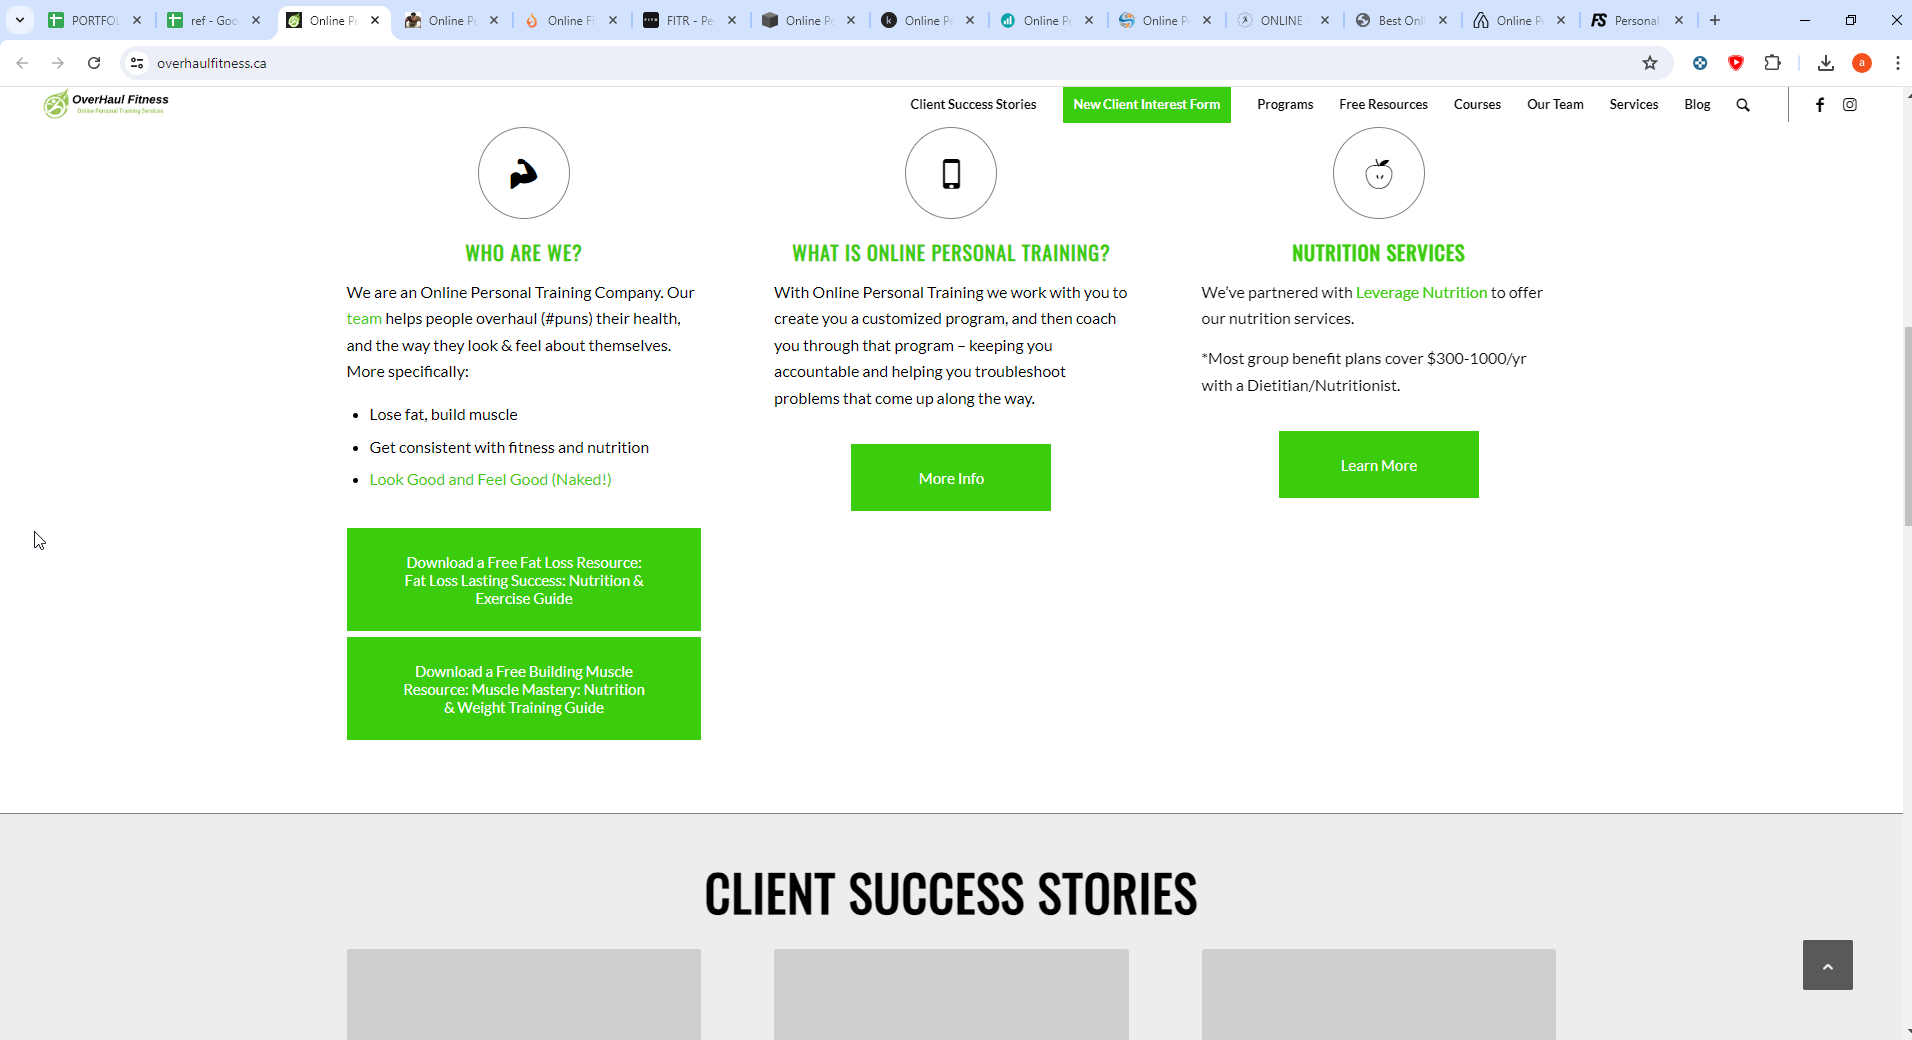 PORTFOL
ref - Goo
Online Pe
Online Pe
Online Fi
FITR - Pe
Online Pe
Online Pe
Online Pe
Online Pe
ONLINE
Best Onli
Online Pe
Personal
overhaulfitness.ca
a
OverHaul Fitness
Online Personal Training Services
Client Success Stories
New Client Interest Form
Programs
Free Resources
Courses
Our Team
Services
Blog
WHO ARE WE?
We are an Online Personal Training Company. Our
team helps people overhaul (#puns) their health,
and the way they look & feel about themselves.
More specifically:
• Lose fat, build muscle
• Get consistent with fitness and nutrition
• Look Good and Feel Good (Naked!)
Download a Free Fat Loss Resource:
Fat Loss Lasting Success: Nutrition &
Exercise Guide
Download a Free Building Muscle
Resource: Muscle Mastery: Nutrition
& Weight Training Guide
WHAT IS ONLINE PERSONAL TRAINING?
With Online Personal Training we work with you to
create you a customized program, and then coach
you through that program – keeping you
accountable and helping you troubleshoot
problems that come up along the way.
More Info
NUTRITION SERVICES
We’ve partnered with Leverage Nutrition to offer
our nutrition services.
*Most group benefit plans cover $300-1000/yr
with a Dietitian/Nutritionist.
Learn More
CLIENT SUCCESS STORIES